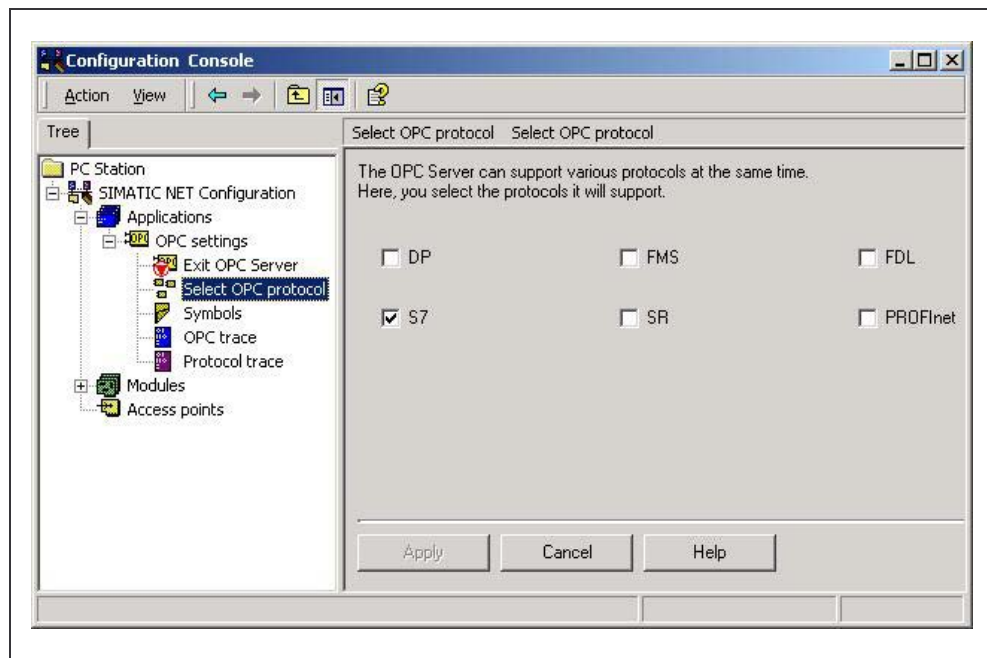 Configuration Console
Action View
Tree
Select OPC protocol Select OPC protocol
PC Station
SIMATIC NET Configuration
Applications
OPC settings
Exit OPC Server
Select OPC protocol
Symbols
OPC trace
Protocol trace
Modules
Access points
The OPC Server can support various protocols at the same time.
Here, you select the protocols it will support.
DP FMS FDL
S7 SR PROFInet
Apply Cancel Help